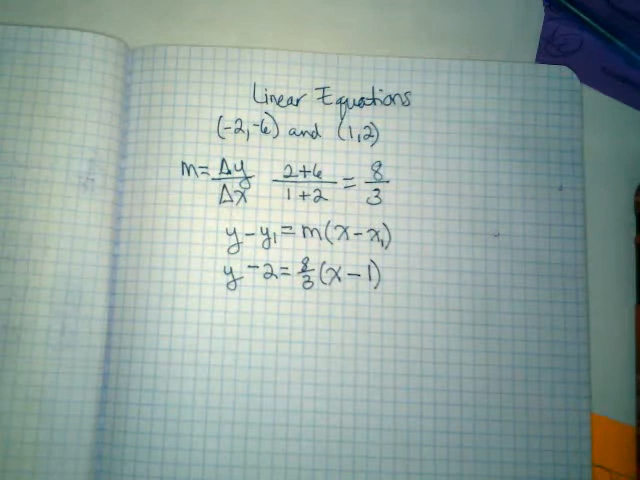 Linear Equations
(-2,-6) and (1,2)
m = Δy/Δx 2+6/1+2 = 8/3
y - y₁ = m(x - x₁)
y - 2 = 8/3 (x - 1)